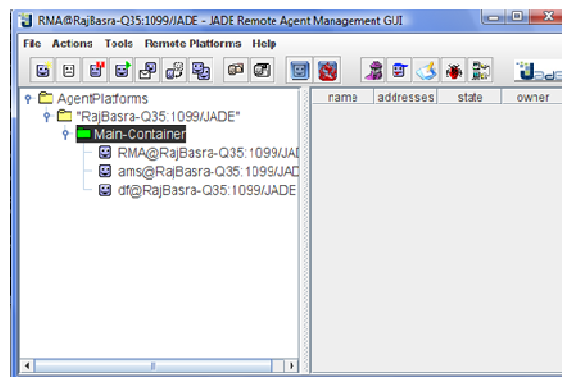 RMA@RajBasra-Q35:1099/JADE - JADE Remote Agent Management GUI
File Actions Tools Remote Platforms Help
Jade
AgentPlatforms
name addresses state owner
"RajBasra-Q35:1099/JADE"
Main-Container
RMA@RajBasra-Q35:1099/JAD
ams@RajBasra-Q35:1099/JADE
df@RajBasra-Q35:1099/JADE